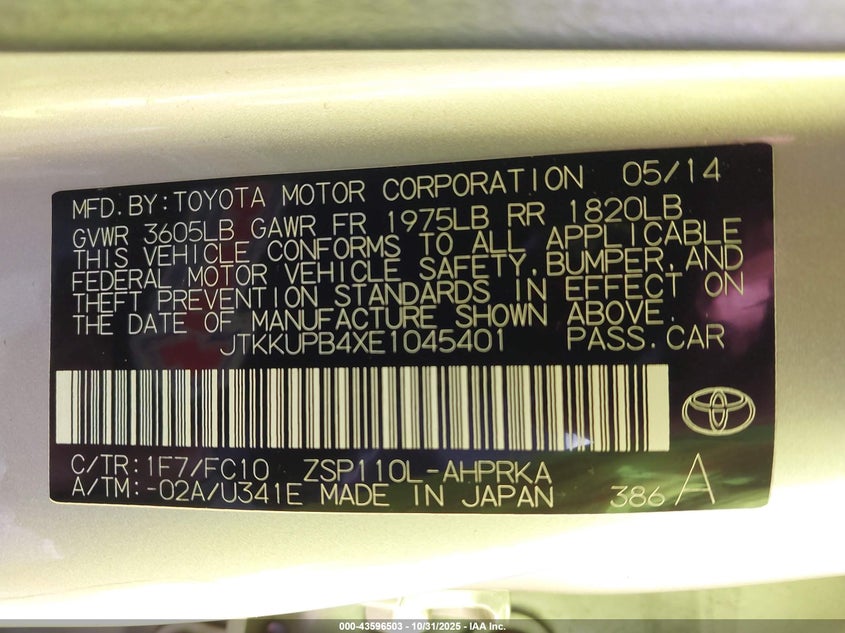 MFD.BY:TOYOTA MOTOR CORPORATION 05/14
GVWR 3605LB GAWR FR 1975LB RR 1820LB
THIS VEHICLE CONFORMS TO ALL APPLICABLE
FEDERAL MOTOR VEHICLE SAFETY,BUMPER,AND
THEFT PREVENTION STANDARDS IN EFFECT ON
THE DATE OF MANUFACTURE SHOWN ABOVE.
JTKKUPB4XE1045401 PASS.CAR
C/TR:1F7/FC10 ZSP110L-AHPRKA
A/TM:-02A/U341E MADE IN JAPAN 386 A
000-43596503 - 10/31/2025 - IAA Inc.